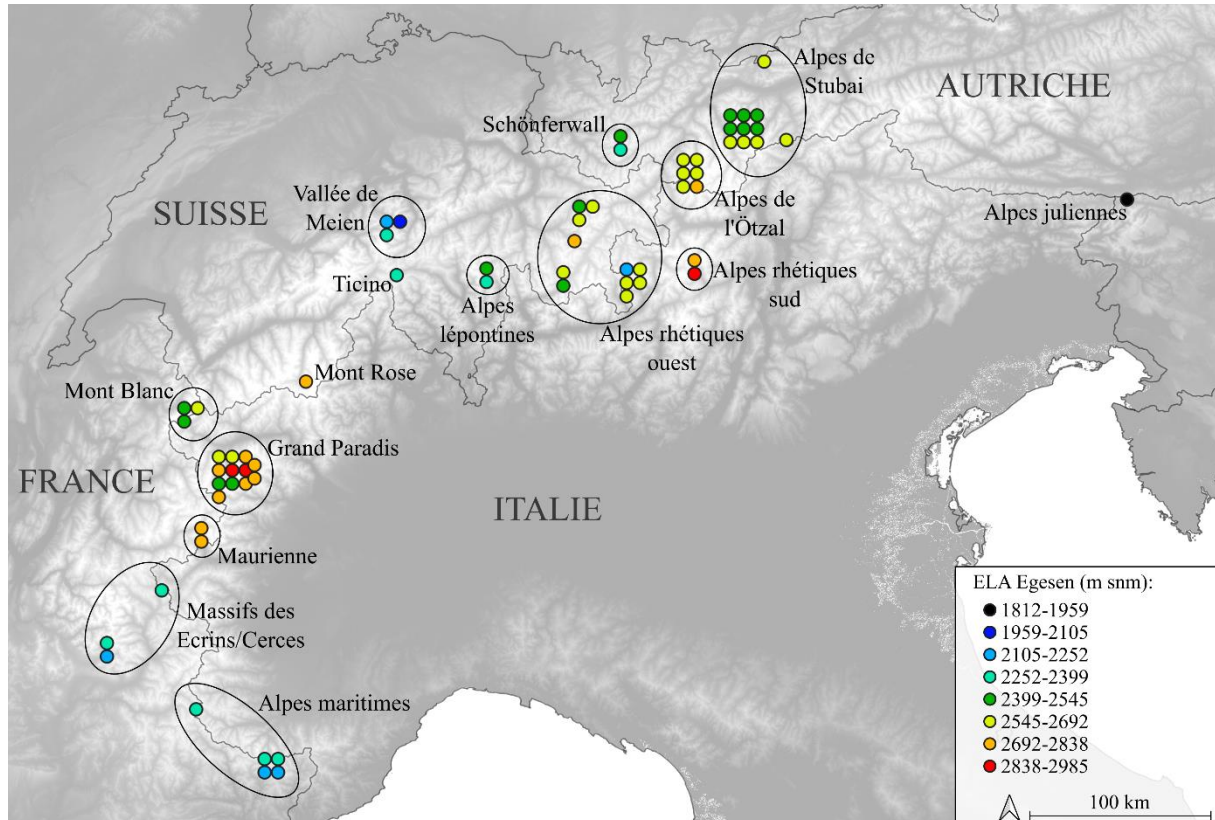 Alpes de
Stubai
AUTRICHE
Schönferwall
Vallée de
Meien
SUISSE
Alpes de
l'Ötzal
Alpes juliennes
Ticino
Alpes
lépontines
Alpes rhétiques
sud
Alpes rhétiques
ouest
Mont Rose
Mont Blanc
Grand Paradis
FRANCE
ITALIE
Maurienne
Massifs des
Ecrins/Cerces
Alpes maritimes
ELA Egesen (m snm):
1812-1959
1959-2105
2105-2252
2252-2399
2399-2545
2545-2692
2692-2838
2838-2985
100 km